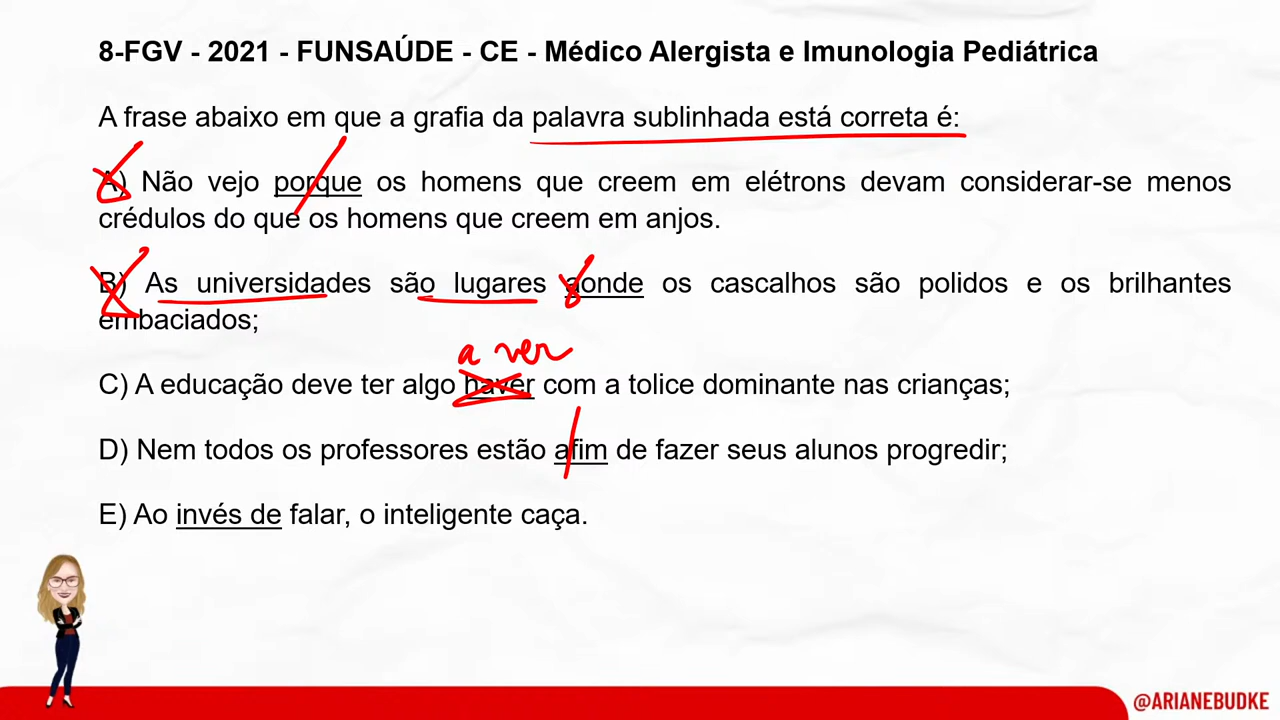 8-FGV - 2021 - FUNSAÚDE - CE - Médico Alergista e Imunologia Pediátrica
A frase abaixo em que a grafia da palavra sublinhada está correta é:
A) Não vejo porque os homens que creem em elétrons devam considerar-se menos
crédulos do que os homens que creem em anjos.
B) As universidades são lugares aonde os cascalhos são polidos e os brilhantes
embaciados;
a ver
C) A educação deve ter algo haver com a tolice dominante nas crianças;
D) Nem todos os professores estão afim de fazer seus alunos progredir;
E) Ao invés de falar, o inteligente caça.
@ARIANEBUDKE